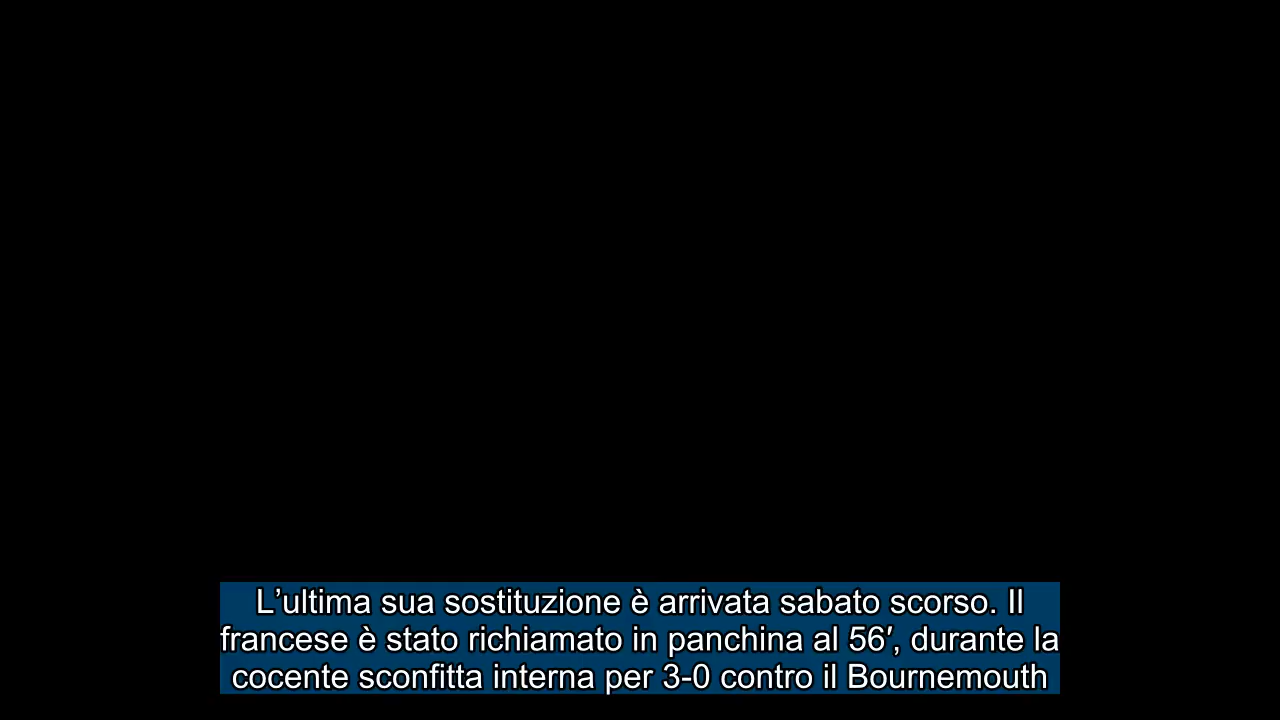 L’ultima sua sostituzione è arrivata sabato scorso. Il
francese è stato richiamato in panchina al 56′, durante la
cocente sconfitta interna per 3-0 contro il Bournemouth